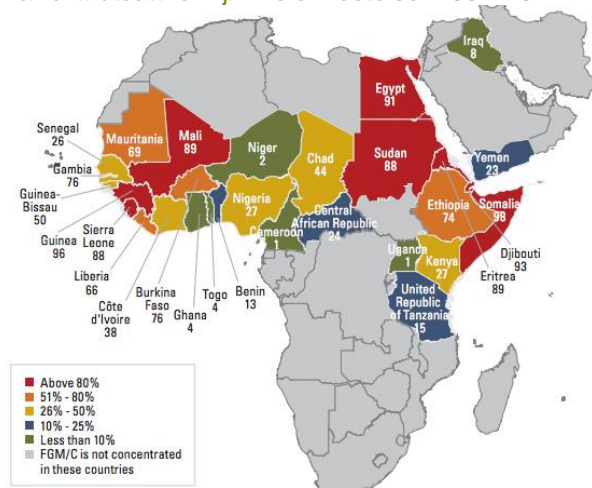 Iraq
8
Egypt
91
Senegal
26
Mauritania
69
Mali
89
Niger
2
Chad
44
Sudan
88
Yemen
23
Gambia
76
Guinea-
Bissau
50
Nigeria
27
Central
African Republic
24
Ethiopia
74
Somalia
98
Guinea
96
Sierra
Leone
88
Cameroon
1
Uganda
1
Kenya
27
Djibouti
93
Liberia
66
Burkina
Faso
76
Togo
4
Benin
13
Eritrea
89
Côte
d'Ivoire
38
Ghana
4
United
Republic
of Tanzania
15
Above 80%
51% - 80%
26% - 50%
10% - 25%
Less than 10%
FGM/C is not concentrated
in these countries